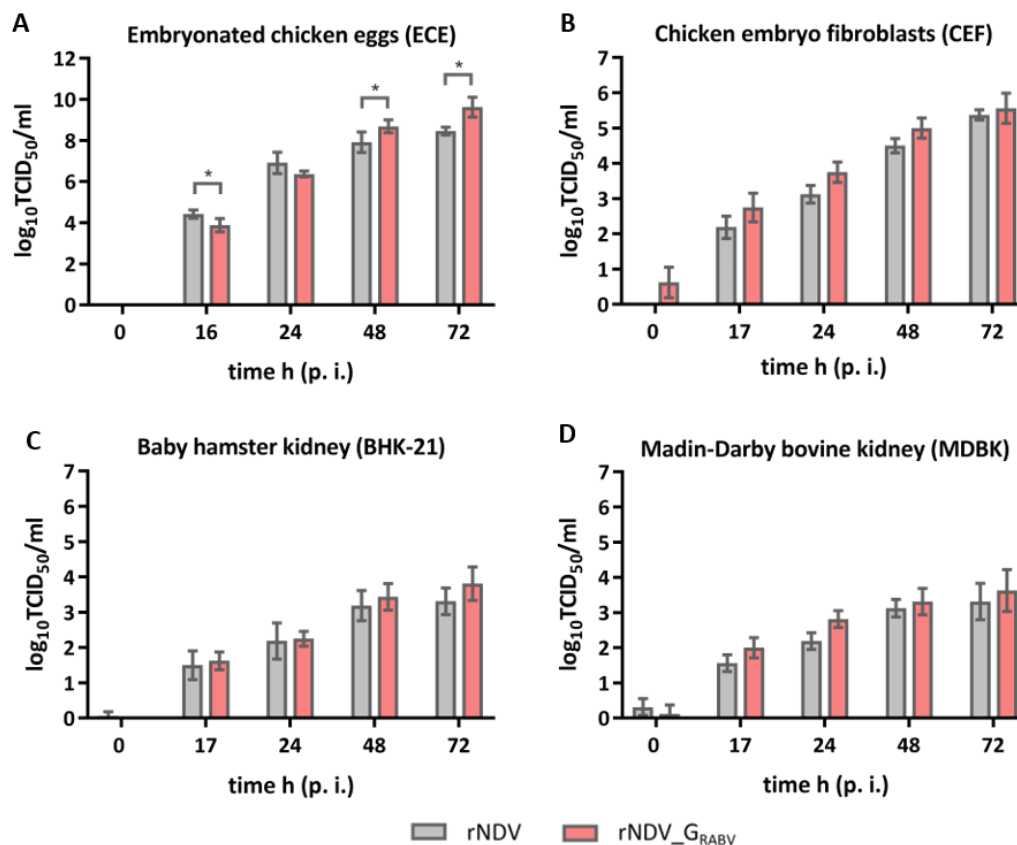 A
Embryonated chicken eggs (ECE)
log10TCID50/ml
12
10
8
6
4
2
0
*
*
*
0 16 24 48 72
time h (p. i.)
B
Chicken embryo fibroblasts (CEF)
log10TCID50/ml
7
6
5
4
3
2
1
0
0 17 24 48 72
time h (p. i.)
C
Baby hamster kidney (BHK-21)
log10TCID50/ml
7
6
5
4
3
2
1
0
0 17 24 48 72
time h (p. i.)
D
Madin-Darby bovine kidney (MDBK)
log10TCID50/ml
7
6
5
4
3
2
1
0
0 17 24 48 72
time h (p. i.)
rNDV rNDV_GRABV